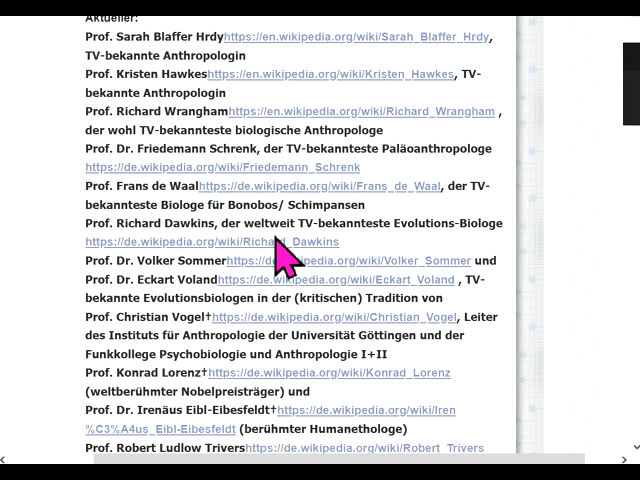 Aktueller:
Prof. Sarah Blaffer Hrdyhttps://en.wikipedia.org/wiki/Sarah_Blaffer_Hrdy,
TV-bekannte Anthropologin
Prof. Kristen Hawkeshttps://en.wikipedia.org/wiki/Kristen_Hawkes, TV-
bekannte Anthropologin
Prof. Richard Wranghamhttps://en.wikipedia.org/wiki/Richard_Wrangham ,
der wohl TV-bekannteste biologische Anthropologe
Prof. Dr. Friedemann Schrenk, der TV-bekannteste Paläoanthropologe
https://de.wikipedia.org/wiki/Friedemann_Schrenk
Prof. Frans de Waalhttps://de.wikipedia.org/wiki/Frans_de_Waal, der TV-
bekannteste Biologe für Bonobos/ Schimpansen
Prof. Richard Dawkins, der weltweit TV-bekannteste Evolutions-Biologe
https://de.wikipedia.org/wiki/Richard_Dawkins
Prof. Dr. Volker Sommerhttps://de.wikipedia.org/wiki/Volker_Sommer und
Prof. Dr. Eckart Volandhttps://de.wikipedia.org/wiki/Eckart_Voland , TV-
bekannte Evolutionsbiologen in der (kritischen) Tradition von
Prof. Christian Vogel†https://de.wikipedia.org/wiki/Christian_Vogel, Leiter
des Instituts für Anthropologie der Universität Göttingen und der
Funkkollege Psychobiologie und Anthropologie I+II
Prof. Konrad Lorenz†https://de.wikipedia.org/wiki/Konrad_Lorenz
(weltberühmter Nobelpreisträger) und
Prof. Dr. Irenäus Eibl-Eibesfeldt†https://de.wikipedia.org/wiki/Iren
%C3%A4us_Eibl-Eibesfeldt (berühmter Humanethologe)
Prof. Robert Ludlow Trivershttps://de.wikipedia.org/wiki/Robert_Trivers